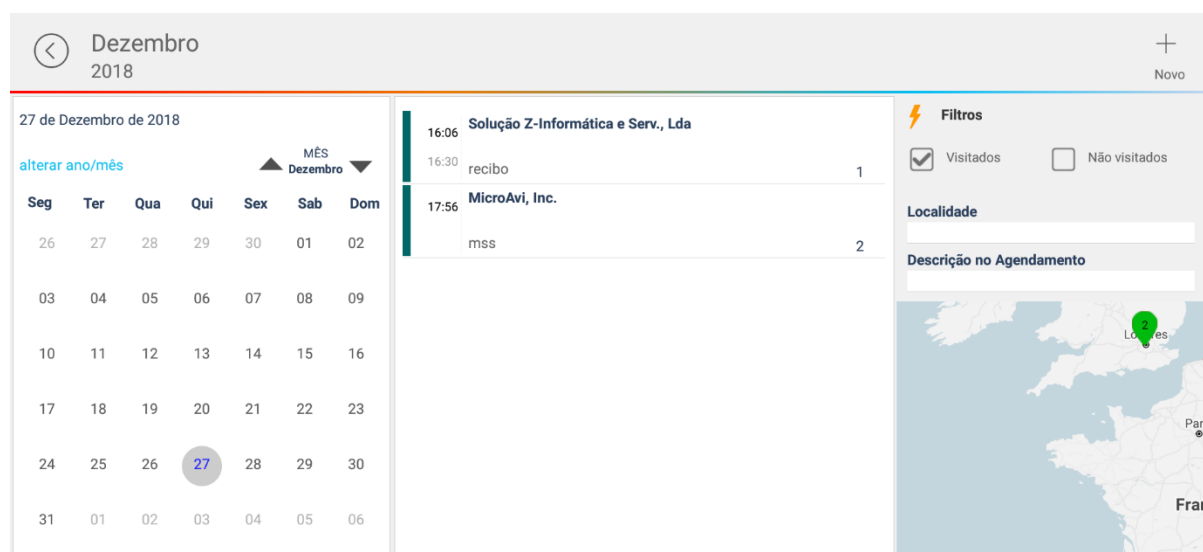 Dezembro
2018
Novo
27 de Dezembro de 2018
alterar ano/mês
MÊS
Dezembro
Seg Ter Qua Qui Sex Sab Dom
26 27 28 29 30 01 02
03 04 05 06 07 08 09
10 11 12 13 14 15 16
17 18 19 20 21 22 23
24 25 26 27 28 29 30
31 01 02 03 04 05 06
16:06 Solução Z-Informática e Serv., Lda
16:30 recibo 1
17:56 MicroAvi, Inc.
mss 2
Filtros
Visitados Não visitados
Localidade
Descrição no Agendamento
2
Par
Fra